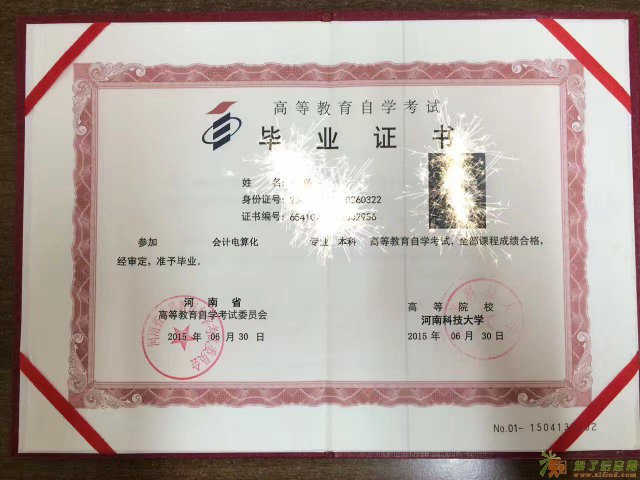 高等教育自学考试
毕业证书
姓 名:
身份证号: 0260322
证书编号: 6541 02956
参加 会计电算化 专业 本科 高等教育自学考试，全部课程成绩合格，
经审定，准予毕业。
河 南 省
高等教育自学考试委员会
2015 年 06 月 30 日
高 等 院 校
河南科技大学
2015 年 06 月 30 日
No.01- 150413